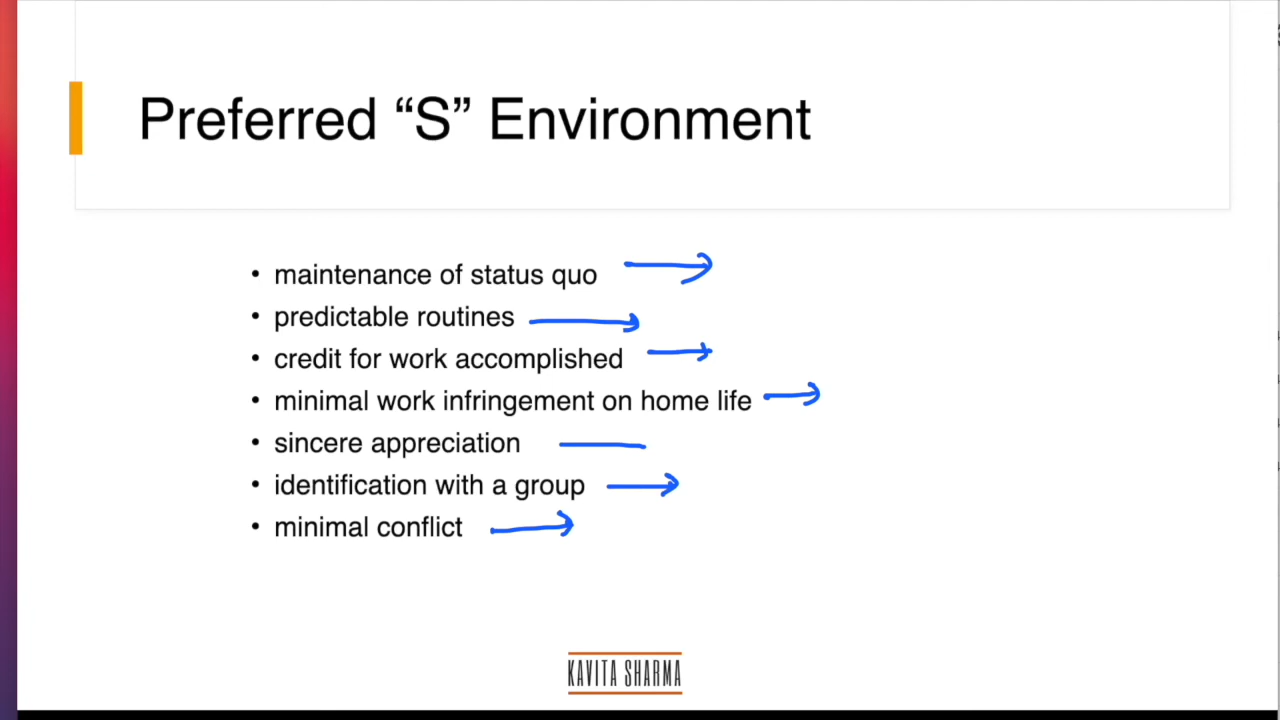 Preferred “S” Environment
• maintenance of status quo
• predictable routines
• credit for work accomplished
• minimal work infringement on home life
• sincere appreciation
• identification with a group
• minimal conflict
KAVITA SHARMA